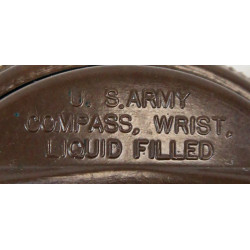 U. S. ARMY
COMPASS, WRIST,
LIQUID FILLED